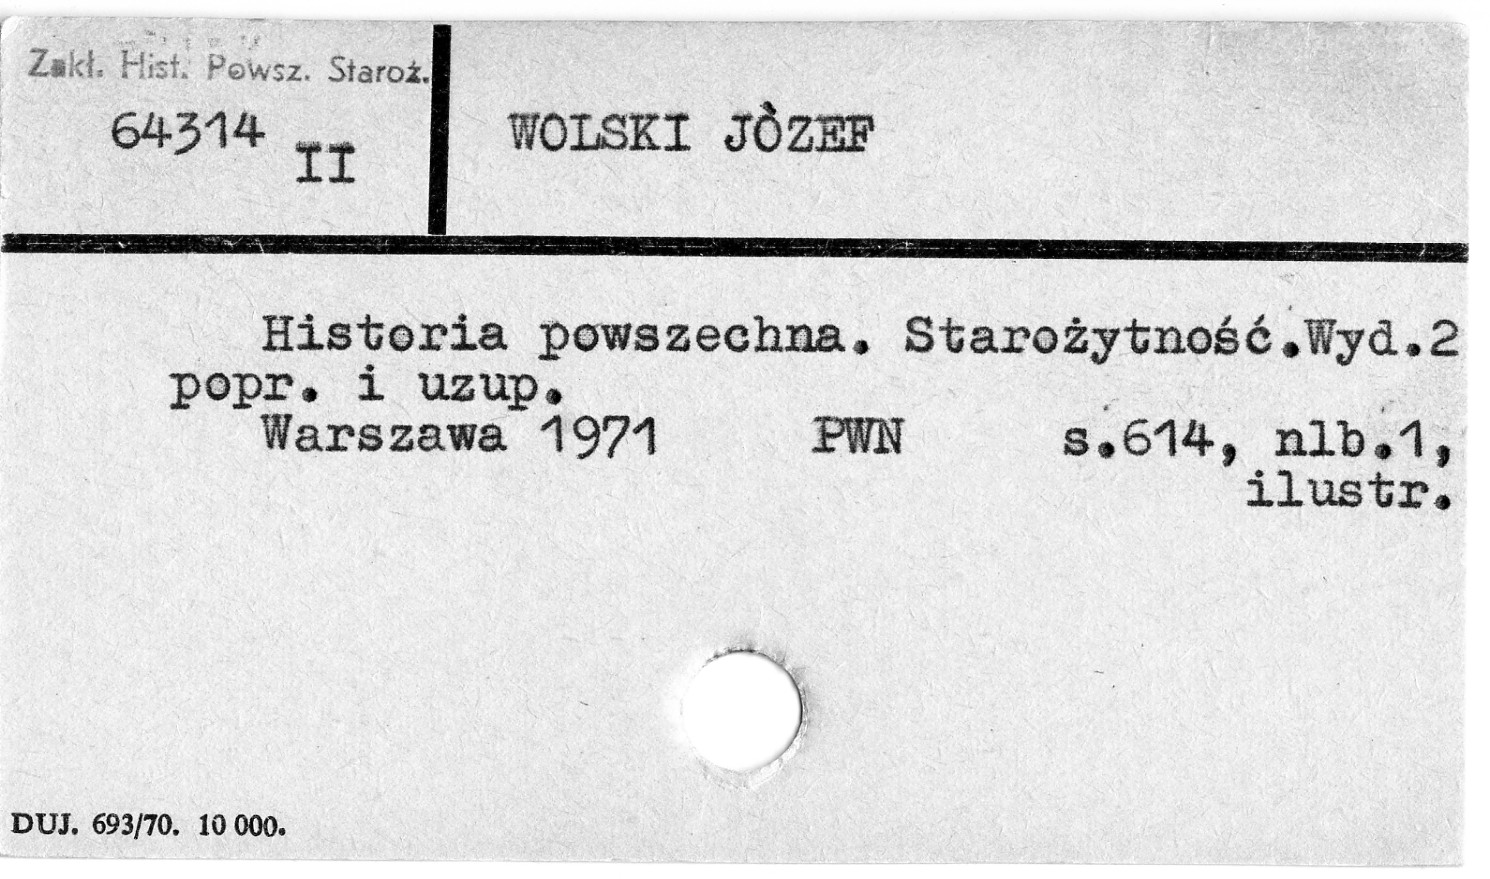 Zakł. Hist. Powsz. Staroż.
64314 II
WOLSKI JÒZEF
Historia powszechna. Starożytność.Wyd.2
popr. i uzup.
Warszawa 1971 PWN s.614, nlb.1,
ilustr.
DUJ. 693/70. 10 000.